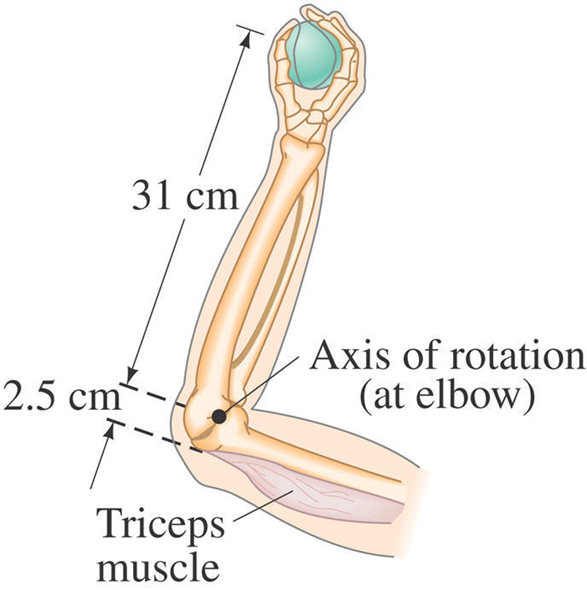 31 cm
Axis of rotation
(at elbow)
2.5 cm
Triceps
muscle